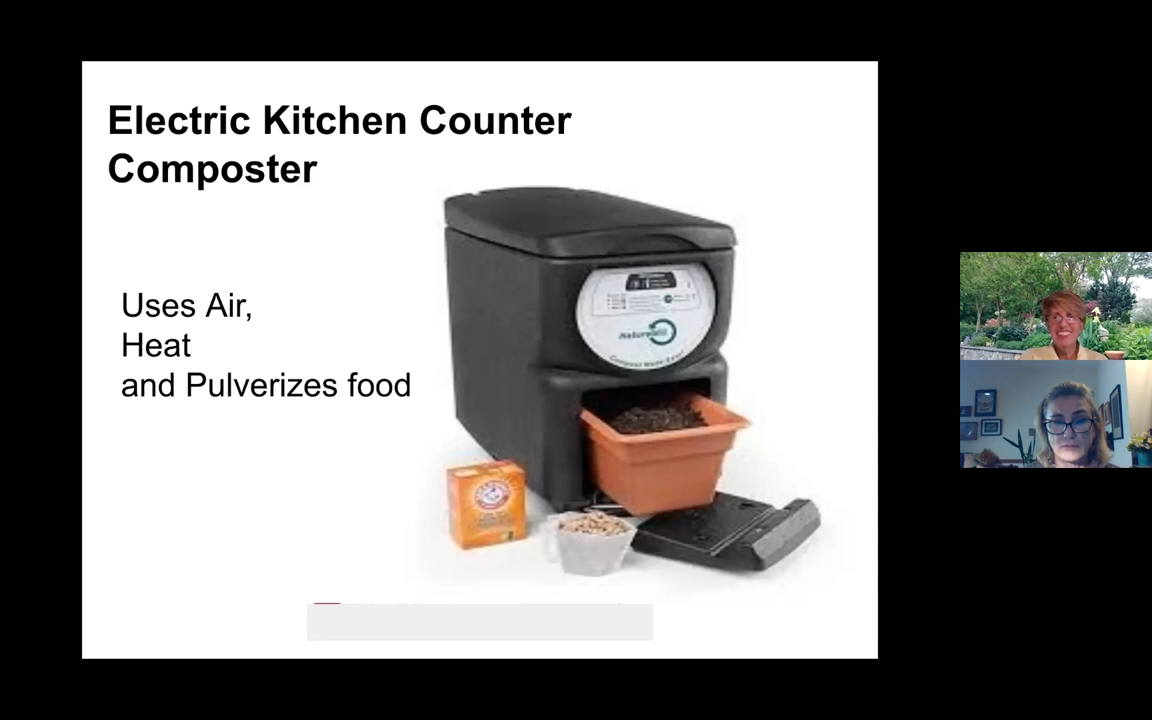 Electric Kitchen Counter
Composter
Uses Air,
Heat
and Pulverizes food